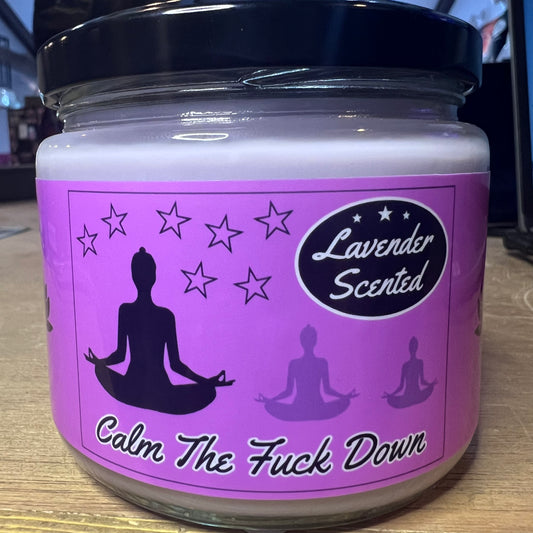 Lavender
Scented
Calm The Fuck Down